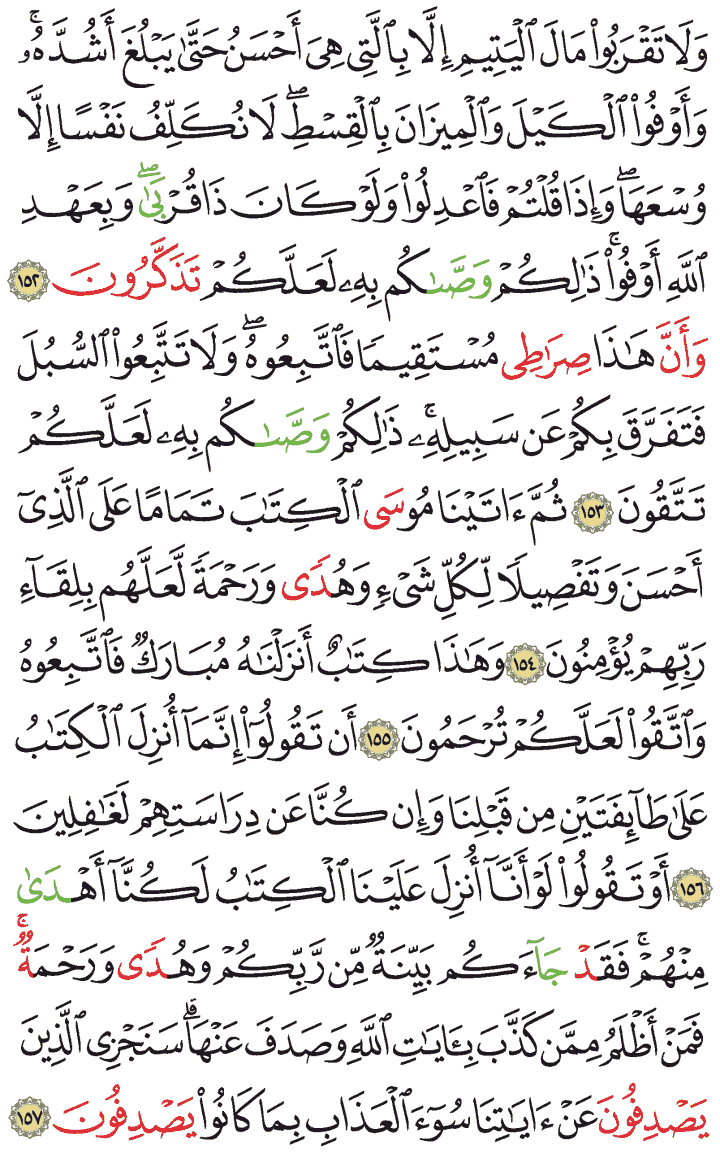 وَلَا تَقْرَبُوا۟ مَالَ ٱلْيَتِيمِ إِلَّا بِٱلَّتِى هِىَ أَحْسَنُ حَتَّىٰ يَبْلُغَ أَشُدَّهُۥۚ
وَأَوْفُوا۟ ٱلْكَيْلَ وَٱلْمِيزَانَ بِٱلْقِسْطِۖ لَا نُكَلِّفُ نَفْسًا إِلَّا
وُسْعَهَاۖ وَإِذَا قُلْتُمْ فَٱعْدِلُوا۟ وَلَوْ كَانَ ذَا قُرْبَىٰۖ وَبِعَهْدِ
ٱللَّهِ أَوْفُوا۟ۚ ذَٰلِكُمْ وَصَّىٰكُم بِهِۦ لَعَلَّكُمْ تَذَّكَّرُونَ ١٥٢
وَأَنَّ هَٰذَا صِرَٰطِى مُسْتَقِيمًا فَٱتَّبِعُوهُۖ وَلَا تَتَّبِعُوا۟ ٱلسُّبُلَ
فَتَفَرَّقَ بِكُمْ عَن سَبِيلِهِۦۚ ذَٰلِكُمْ وَصَّىٰكُم بِهِۦ لَعَلَّكُمْ
تَتَّقُونَ ١٥٣ ثُمَّ ءَاتَيْنَا مُوسَى ٱلْكِتَٰبَ تَمَامًا عَلَى ٱلَّذِىٓ
أَحْسَنَ وَتَفْصِيلًا لِّكُلِّ شَىْءٍ وَهُدًى وَرَحْمَةً لَّعَلَّهُم بِلِقَآءِ
رَبِّهِمْ يُؤْمِنُونَ ١٥٤ وَهَٰذَا كِتَٰبٌ أَنزَلْنَٰهُ مُبَارَكٌ فَٱتَّبِعُوهُ
وَٱتَّقُوا۟ لَعَلَّكُمْ تُرْحَمُونَ ١٥٥ أَن تَقُولُوٓا۟ إِنَّمَآ أُنزِلَ ٱلْكِتَٰبُ
عَلَىٰ طَآئِفَتَيْنِ مِن قَبْلِنَا وَإِن كُنَّا عَن دِرَاسَتِهِمْ لَغَٰفِلِينَ
١٥٦ أَوْ تَقُولُوا۟ لَوْ أَنَّآ أُنزِلَ عَلَيْنَا ٱلْكِتَٰبُ لَكُنَّآ أَهْدَىٰ
مِنْهُمْۚ فَقَدْ جَآءَكُم بَيِّنَةٌ مِّن رَّبِّكُمْ وَهُدًى وَرَحْمَةٌۚ
فَمَنْ أَظْلَمُ مِمَّن كَذَّبَ بِـَٔايَٰتِ ٱللَّهِ وَصَدَفَ عَنْهَاۗ سَنَجْزِى ٱلَّذِينَ
يَصْدِفُونَ عَنْ ءَايَٰتِنَا سُوٓءَ ٱلْعَذَابِ بِمَا كَانُوا۟ يَصْدِفُونَ ١٥٧